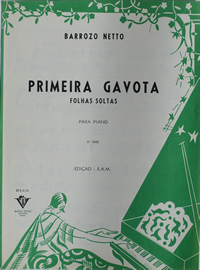 BARROZO NETTO
PRIMEIRA GAVOTA
FOLHAS SOLTAS
PARA PIANO
EDIÇÃO - E.A.M.